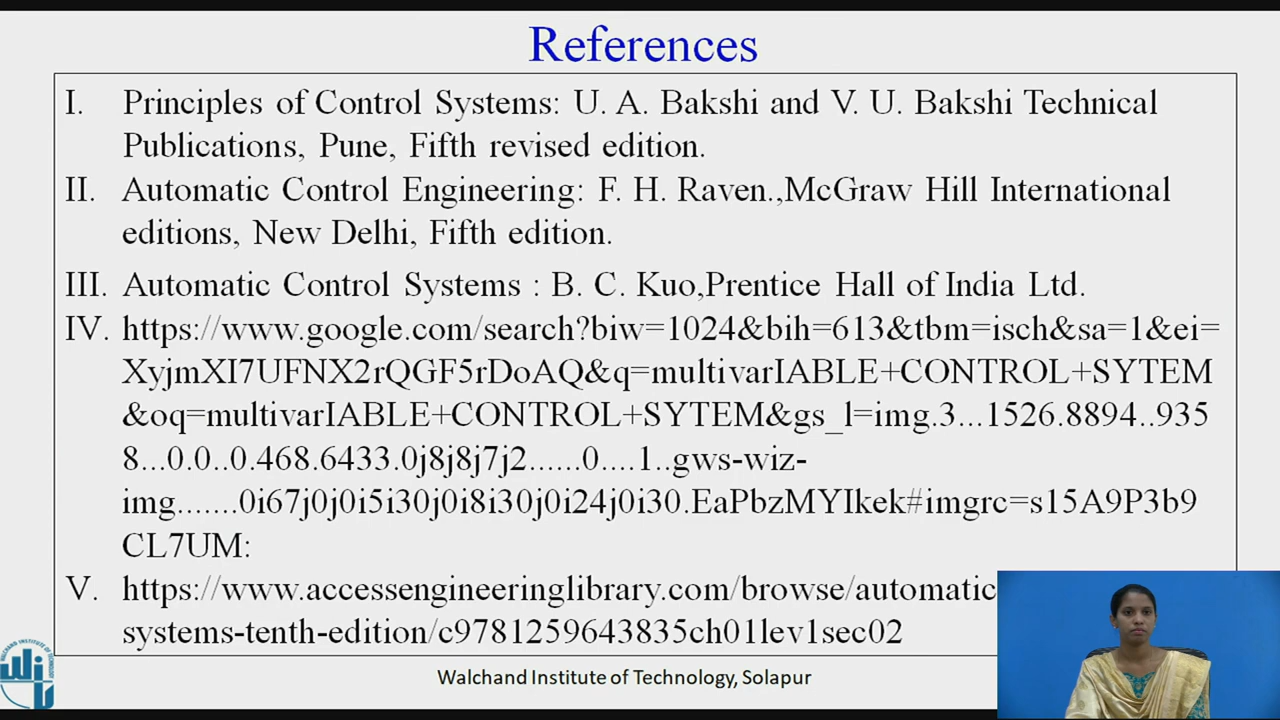 References
I. Principles of Control Systems: U. A. Bakshi and V. U. Bakshi Technical
Publications, Pune, Fifth revised edition.
II. Automatic Control Engineering: F. H. Raven.,McGraw Hill International
editions, New Delhi, Fifth edition.
III. Automatic Control Systems : B. C. Kuo,Prentice Hall of India Ltd.
IV. https://www.google.com/search?biw=1024&bih=613&tbm=isch&sa=1&ei=
XyjmXI7UFNX2rQGF5rDoAQ&q=multivarIABLE+CONTROL+SYTEM
&oq=multivarIABLE+CONTROL+SYTEM&gs_l=img.3...1526.8894..935
8...0.0..0.468.6433.0j8j8j7j2......0....1..gws-wiz-
img.......0i67j0j0i5i30j0i8i30j0i24j0i30.EaPbzMYIkek#imgrc=s15A9P3b9
CL7UM:
V. https://www.accessengineeringlibrary.com/browse/automatic
systems-tenth-edition/c9781259643835ch01lev1sec02
WALCHAND INSTITUTE OF TECHNOLOGY
Walchand Institute of Technology, Solapur